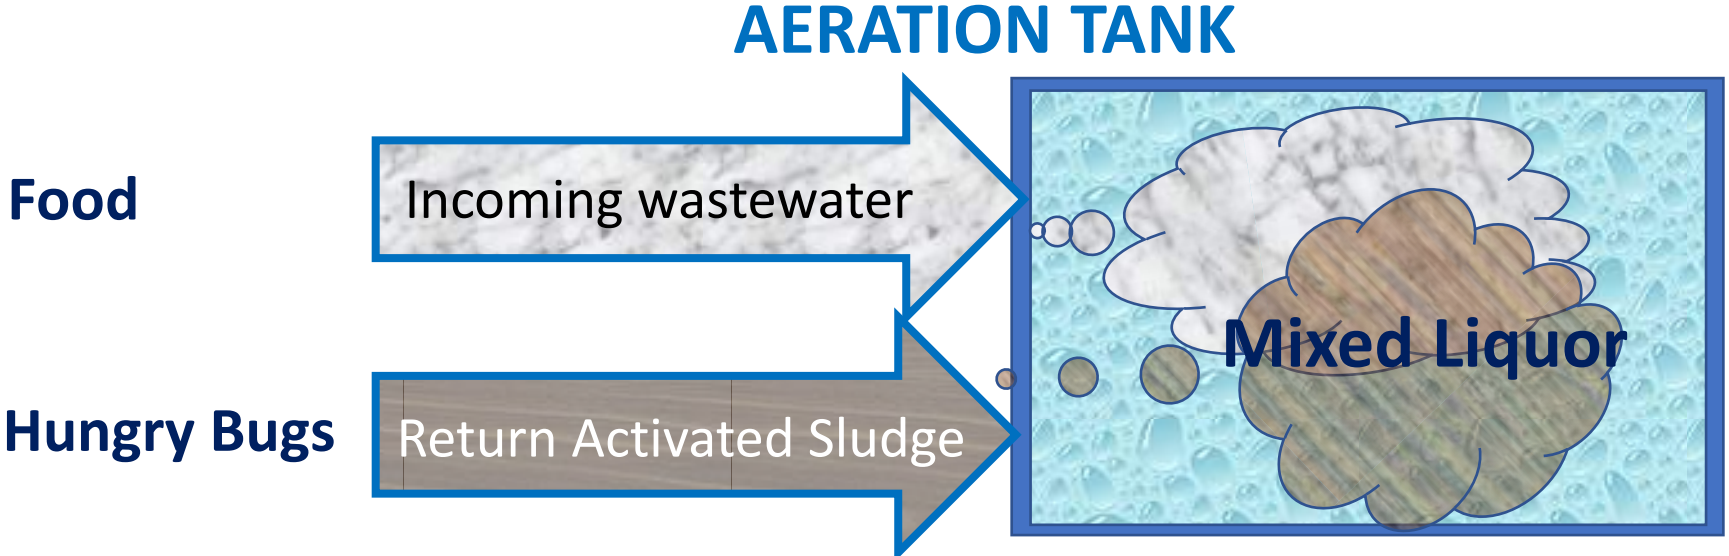 AERATION TANK
Food
Incoming wastewater
Mixed Liquor
Hungry Bugs
Return Activated Sludge